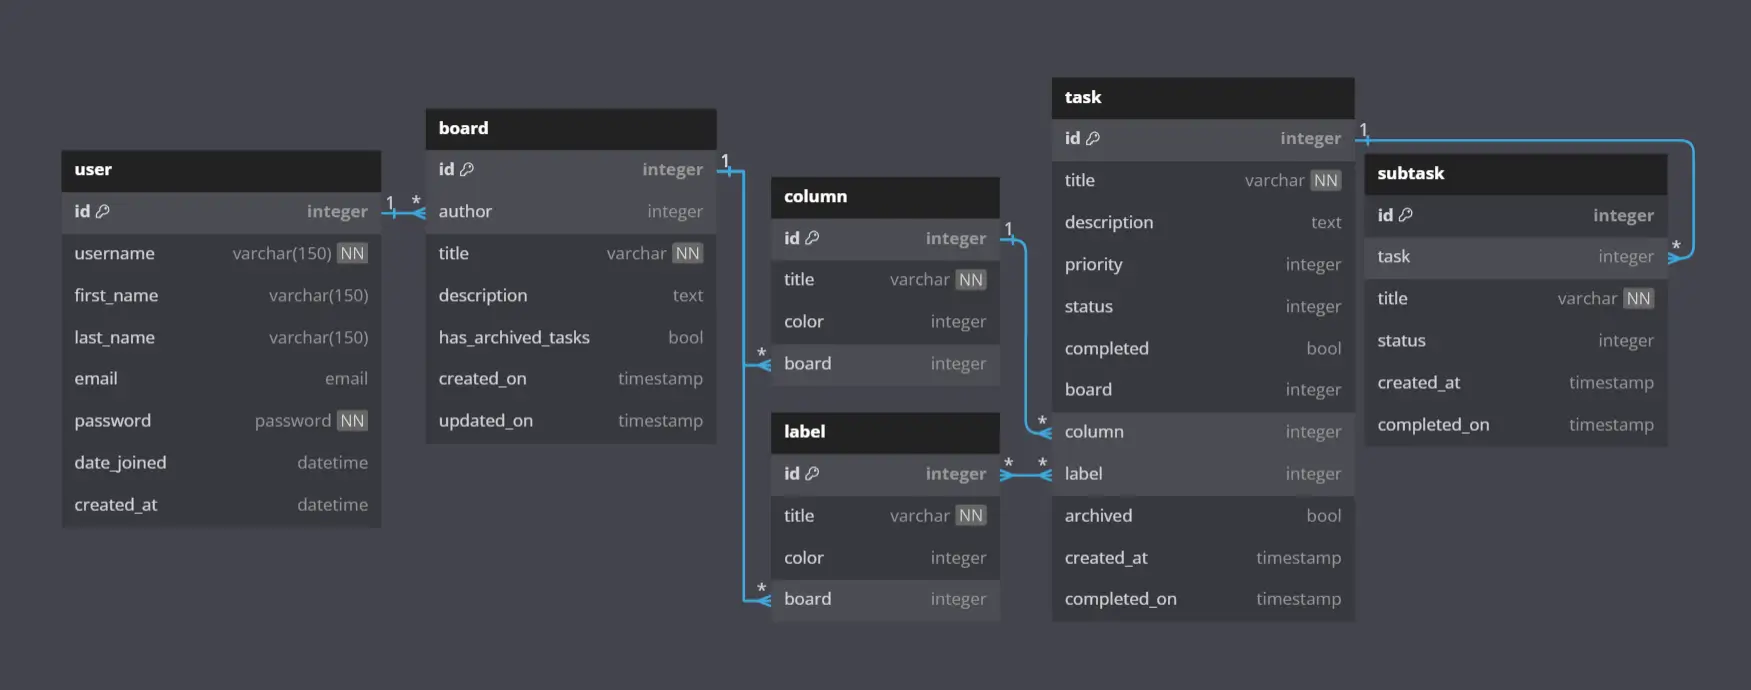 user
id integer
username varchar(150) NN
first_name varchar(150)
last_name varchar(150)
email email
password password NN
date_joined datetime
created_at datetime
1 *
board
id integer
author integer
title varchar NN
description text
has_archived_tasks bool
created_on timestamp
updated_on timestamp
1
*
*
column
id integer
title varchar NN
color integer
board integer
1
*
label
id integer
title varchar NN
color integer
board integer
* *
task
id integer
title varchar NN
description text
priority integer
status integer
completed bool
board integer
column integer
label integer
archived bool
created_at timestamp
completed_on timestamp
1
*
subtask
id integer
task integer
title varchar NN
status integer
created_at timestamp
completed_on timestamp